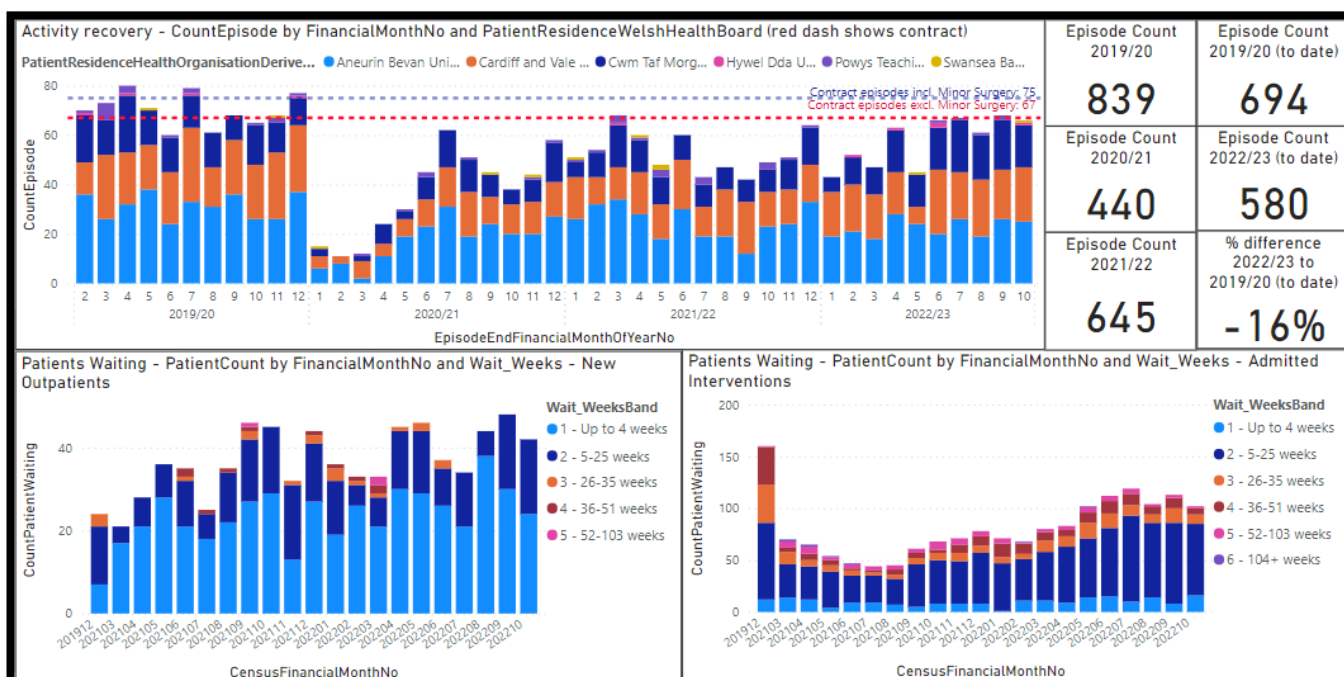 Activity recovery - CountEpisode by FinancialMonthNo and PatientResidenceWelshHealthBoard (red dash shows contract)
PatientResidenceHealthOrganisationDerive... Aneurin Bevan Uni... Cardiff and Vale ... Cwm Taf Morg... Hywel Dda U... Powys Teachi... Swansea Ba...
CountEpisode
80
60
40
20
0
Contract episodes incl. Minor Surgery: 75
Contract episodes excl. Minor Surgery: 67
2 3 4 5 6 7 8 9 10 11 12 1 2 3 4 5 6 7 8 9 10 11 12 1 2 3 4 5 6 7 8 9 10 11 12 1 2 3 4 5 6 7 8 9 10
2019/20 2020/21 2021/22 2022/23
EpisodeEndFinancialMonthOfYearNo
Episode Count
2019/20
839
Episode Count
2019/20 (to date)
694
Episode Count
2020/21
440
Episode Count
2022/23 (to date)
580
Episode Count
2021/22
645
% difference
2022/23 to
2019/20 (to date)
-16%
Patients Waiting - PatientCount by FinancialMonthNo and Wait_Weeks - New
Outpatients
CountPatientWaiting
40
20
0
201912 202103 202104 202105 202106 202107 202108 202109 202110 202111 202112 202201 202202 202203 202204 202205 202206 202207 202208 202209 202210
CensusFinancialMonthNo
Wait_WeeksBand
1 - Up to 4 weeks
2 - 5-25 weeks
3 - 26-35 weeks
4 - 36-51 weeks
5 - 52-103 weeks
Patients Waiting - PatientCount by FinancialMonthNo and Wait_Weeks - Admitted
Interventions
CountPatientWaiting
200
150
100
50
0
201912 202103 202104 202105 202106 202107 202108 202109 202110 202111 202112 202201 202202 202203 202204 202205 202206 202207 202208 202209 202210
CensusFinancialMonthNo
Wait_WeeksBand
1 - Up to 4 weeks
2 - 5-25 weeks
3 - 26-35 weeks
4 - 36-51 weeks
5 - 52-103 weeks
6 - 104+ weeks